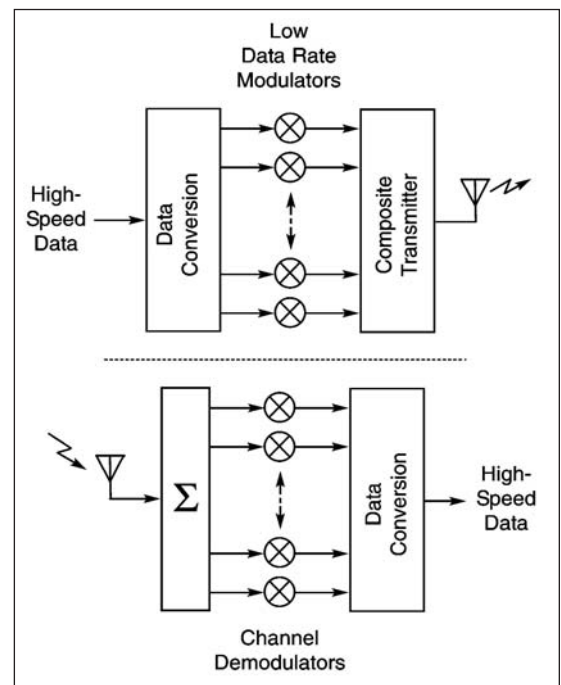 Low
Data Rate
Modulators
High-
Speed
Data
Data
Conversion
Composite
Transmitter
Σ
Data
Conversion
High-
Speed
Data
Channel
Demodulators